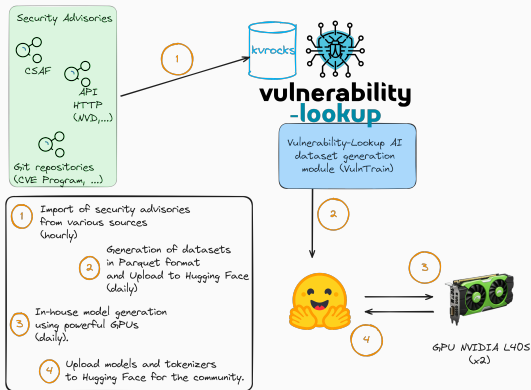 Security Advisories
CSAF
API
HTTP
(NVD,...)
Git repositories
(CVE Program, ...)
1
kvrocks
vulnerability
-lookup
Vulnerability-Lookup AI
dataset generation
module (VulnTrain)
2
3
4
GPU NVIDIA L40S
(x2)
1
Import of security advisories
from various sources
(hourly)
2
Generation of datasets
in Parquet format
and Upload to Hugging Face
(daily)
3
In-house model generation
using powerful GPUs
(daily).
4
Upload models and tokenizers
to Hugging Face for the community.